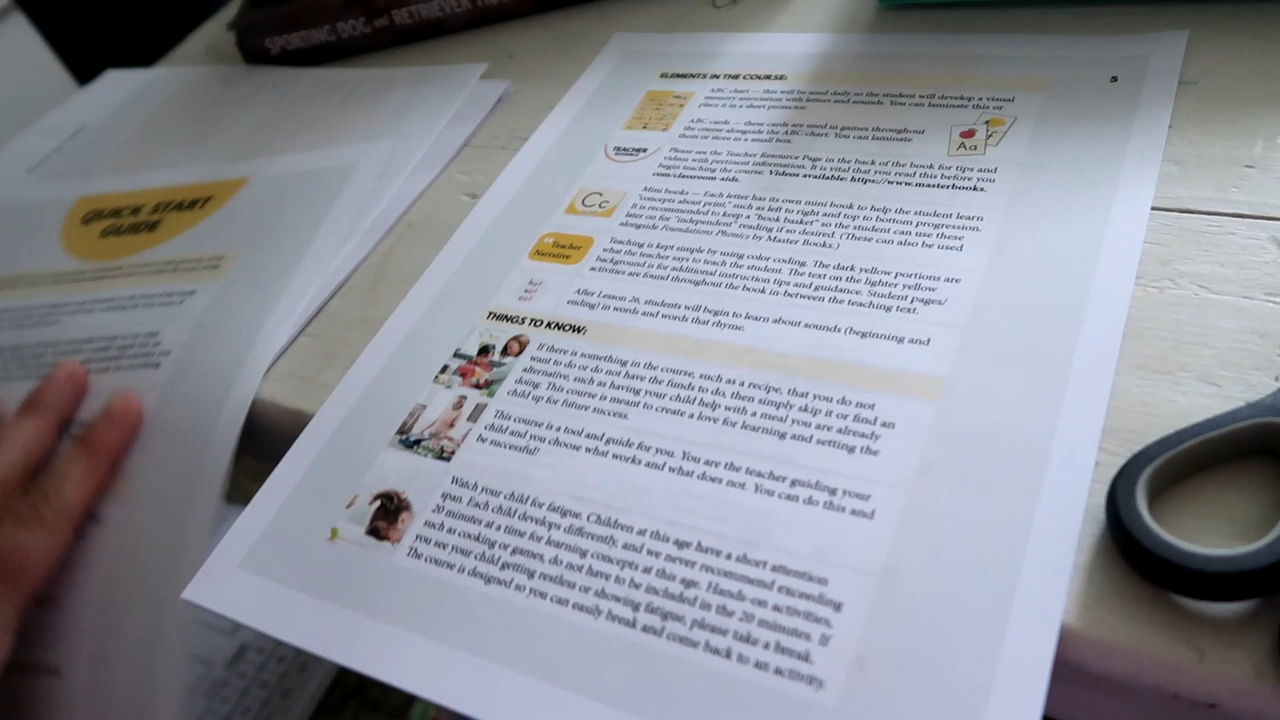 SPORTING DOG AND RETRIEVER
QUICK START
GUIDE
ELEMENTS IN THE COURSE:
5
ABC chart — this will be used daily so the student will develop a visual
memory association with letters and sounds. You can laminate this or
place it in a sheet protector.
ABC cards — these cards are used in games throughout
the course alongside the ABC chart. You can laminate
them or store in a small box.
Aa
TEACHER
Please see the Teacher Resource Page in the back of the book for tips and
videos with pertinent information. It is vital that you read this before you
begin teaching the course. Videos available: https://www.masterbooks.
com/classroom-aids.
Cc
Mini books — Each letter has its own mini book to help the student learn
"concepts about print," such as left to right and top to bottom progression.
It is recommended to keep a "book basket" so the student can use these
later on for "independent" reading if so desired. (These can also be used
alongside Foundations Phonics by Master Books.)
Teacher
Narrative
Teaching is kept simple by using color coding. The dark yellow portions are
what the teacher says to teach the student. The text on the lighter yellow
background is for additional instruction tips and guidance. Student pages/
activities are found throughout the book in-between the teaching text.
After Lesson 26, students will begin to learn about sounds (beginning and
ending) in words and words that rhyme.
THINGS TO KNOW:
If there is something in the course, such as a recipe, that you do not
want to do or do not have the funds to do, then simply skip it or find an
alternative, such as having your child help with a meal you are already
doing. This course is meant to create a love for learning and setting the
child up for future success.
This course is a tool and guide for you. You are the teacher guiding your
child and you choose what works and what does not. You can do this and
be successful!
Watch your child for fatigue. Children at this age have a short attention
span. Each child develops differently, and we never recommend exceeding
20 minutes at a time for learning concepts at this age. Hands-on activities,
such as cooking or games, do not have to be included in the 20 minutes. If
you see your child getting restless or showing fatigue, please take a break.
The course is designed so you can easily break and come back to an activity.